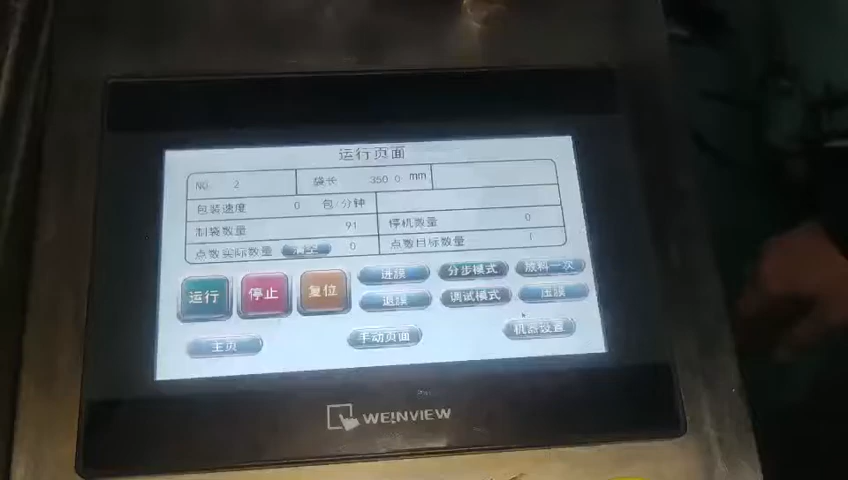 运行页面
NO. 2 袋长 350.0 mm
包装速度 0 包/分钟
制袋数量 91 停机数量 0
点数实际数量 清空 0 点数目标数量 1
进膜 分步模式 放料一次
运行 停止 复位
退膜 调试模式 压膜
主页 手动页面 机器设置
WEINVIEW